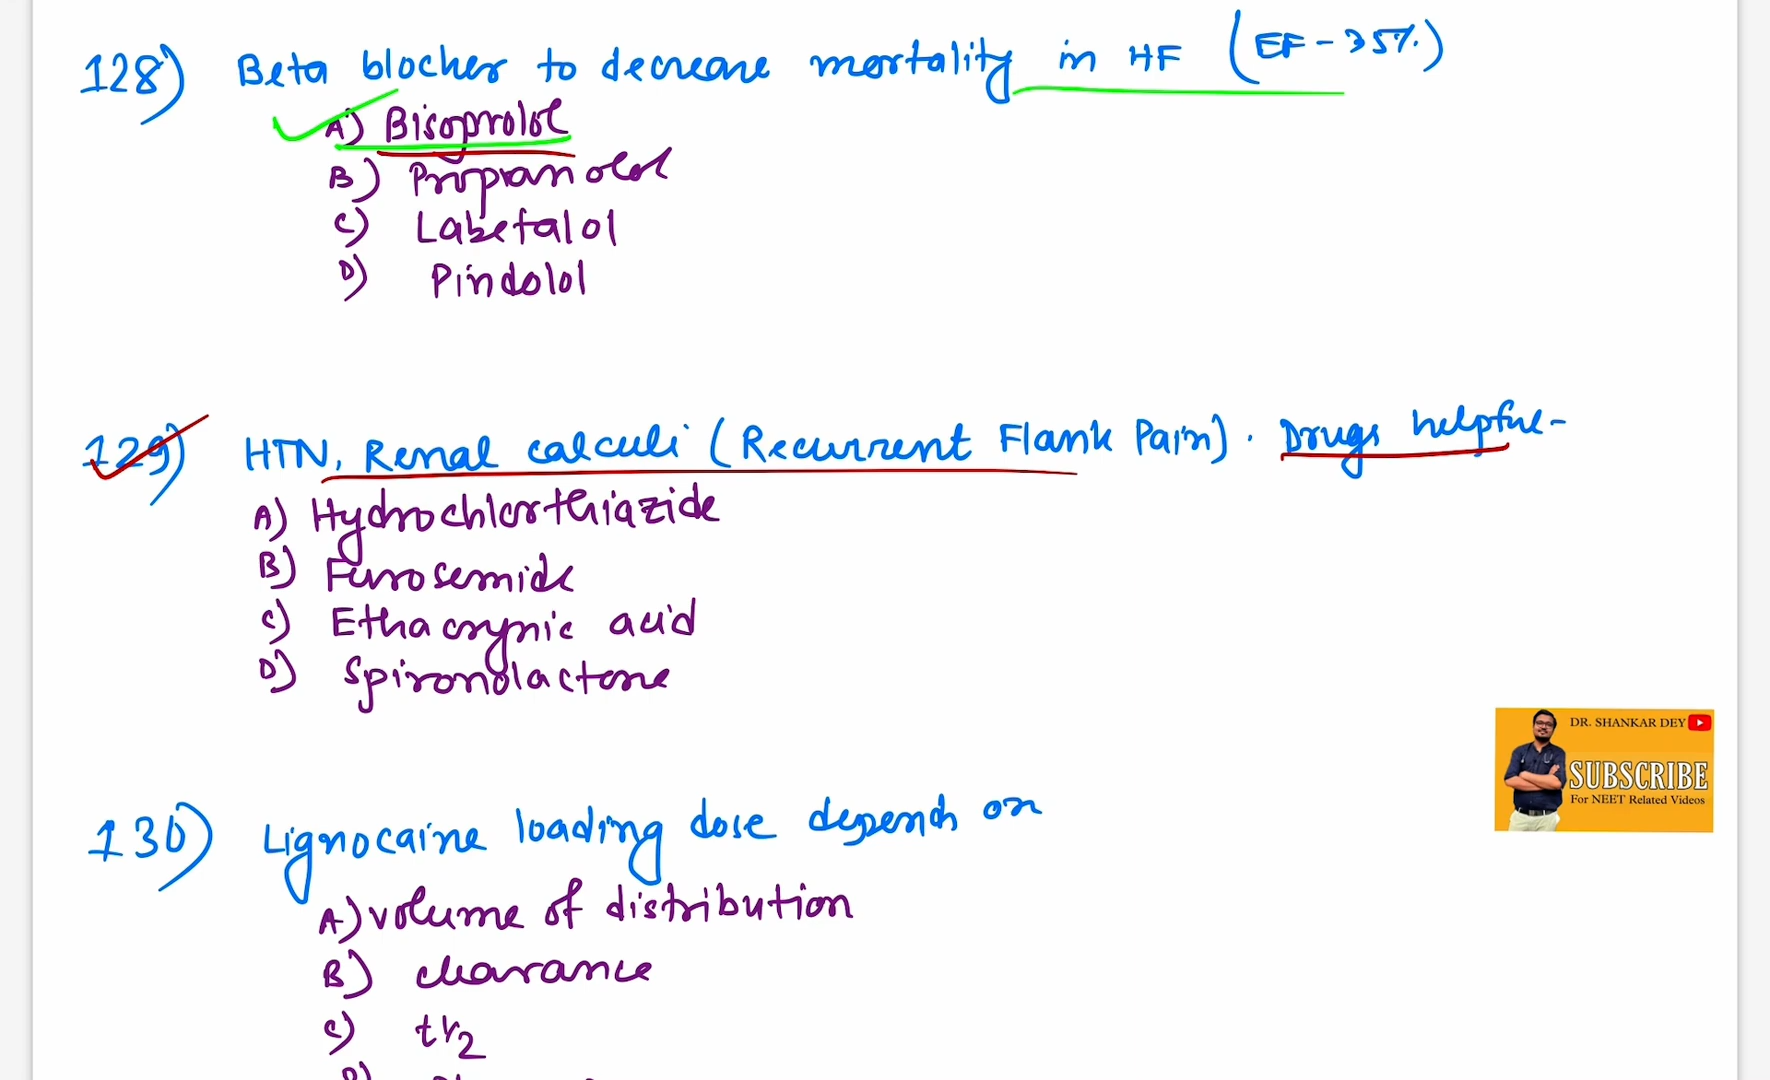 128) Beta blocker to decrease mortality in HF (EF-35%)
A) Bisoprolol
B) Propranolol
C) Labetalol
D) Pindolol
129) HTN, Renal calculi (Recurrent Flank Pain). Drugs helpful-
A) Hydrochlorthiazide
B) Furosemide
C) Ethacrynic acid
D) Spironolactone
DR. SHANKAR DEY
SUBSCRIBE
For NEET Related Videos
130) Lignocaine loading dose depends on
A) volume of distribution
B) clearance
C) t1/2
D)